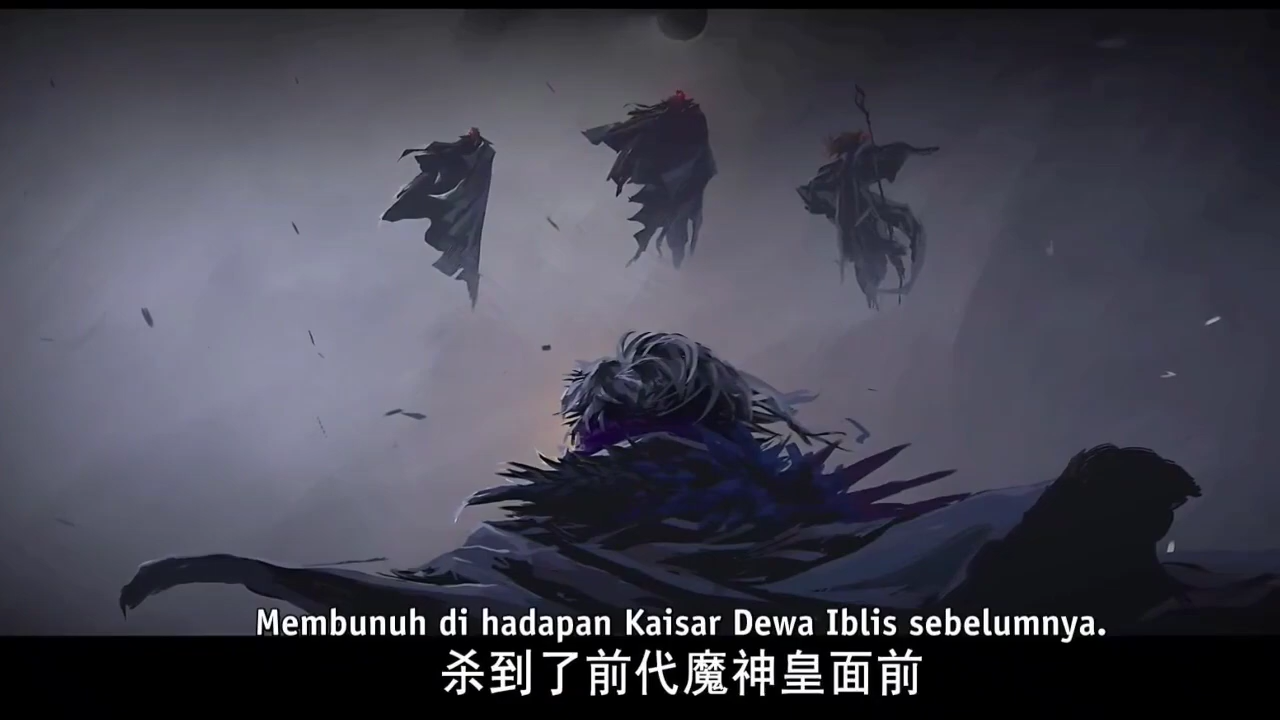 Membunuh di hadapan Kaisar Dewa Iblis sebelumnya.
杀到了前代魔神皇面前